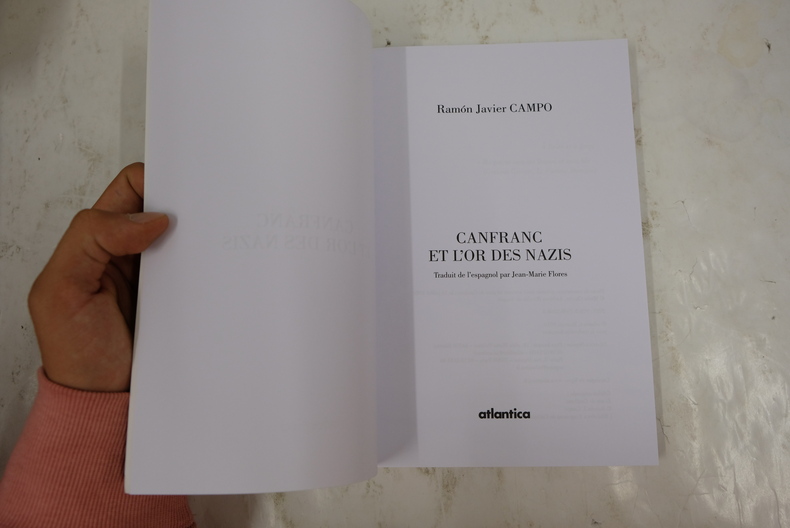 Ramón Javier CAMPO
CANFRANC
ET L'OR DES NAZIS
Traduit de l'espagnol par Jean-Marie Flores
atlantica